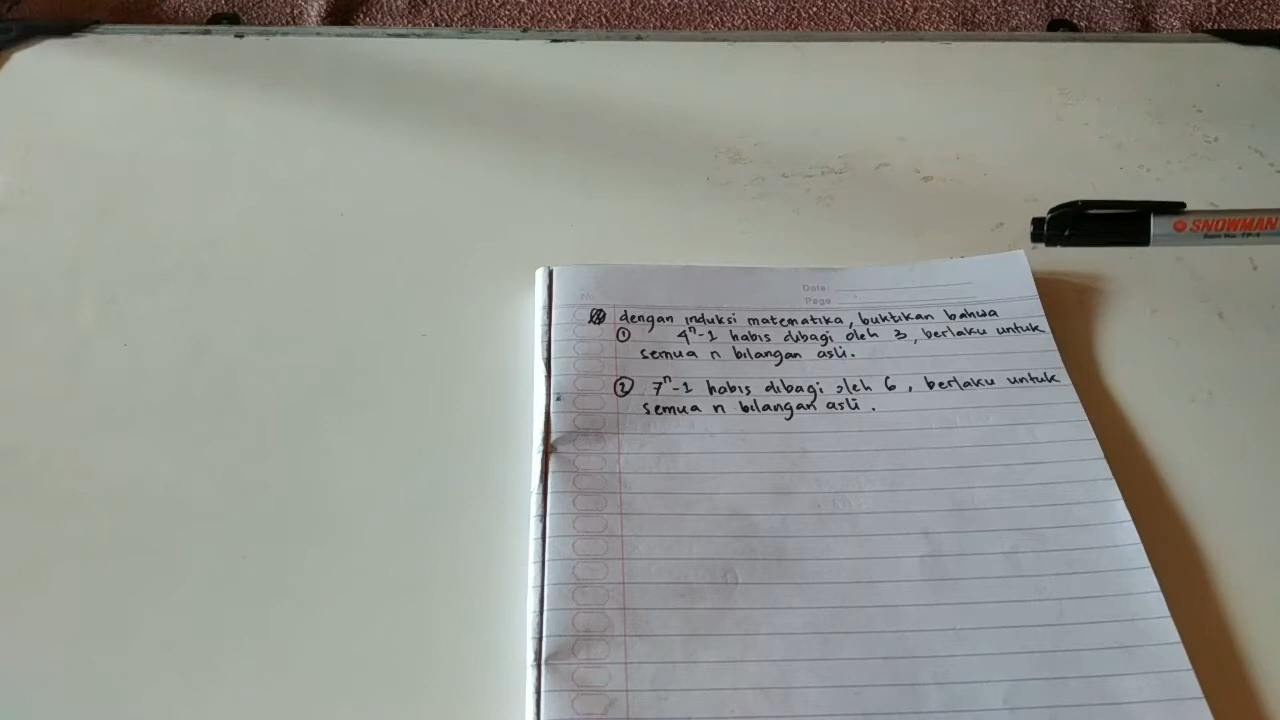 SNOWMAN
No.
Date
Page
dengan induksi matematika, buktikan bahwa
① 4ⁿ-1 habis dibagi oleh 3, berlaku untuk
semua n bilangan asli.
② 7ⁿ-1 habis dibagi oleh 6, berlaku untuk
semua n bilangan asli.